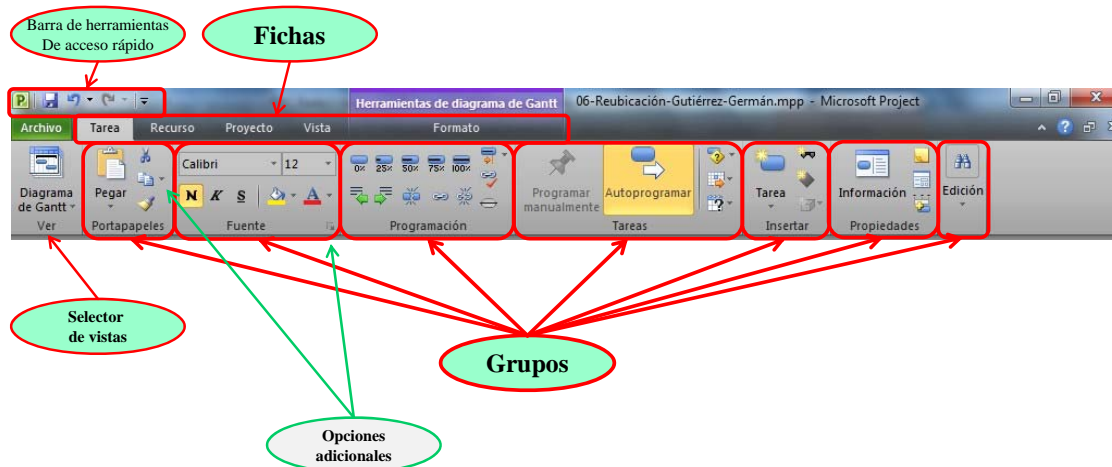 Barra de herramientas
De acceso rápido
Fichas
Herramientas de diagrama de Gantt
06-Reubicación-Gutiérrez-Germán.mpp - Microsoft Project
Archivo
Tarea
Recurso
Proyecto
Vista
Formato
Diagrama
de Gantt
Ver
Pegar
Portapapeles
Calibri
12
N K S
A
Fuente
0× 25× 50× 75× 100×
Programación
Programar
manualmente
Autoprogramar
Tareas
Tarea
Insertar
Información
Propiedades
Edición
Selector
de vistas
Grupos
Opciones
adicionales